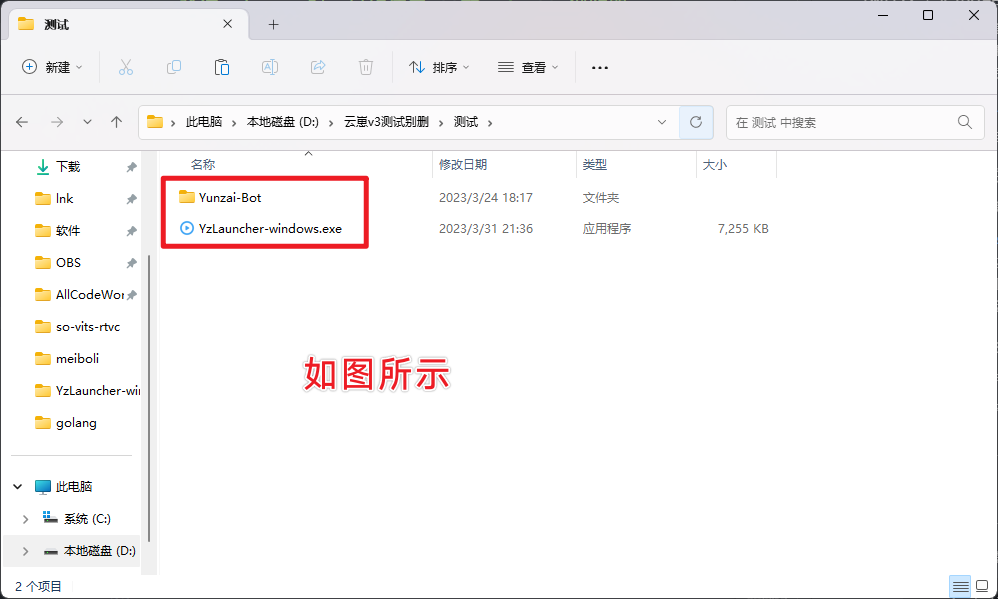 测试
新建
排序
查看
此电脑
本地磁盘 (D:)
云崽v3测试别删
测试
在 测试 中搜索
下载
lnk
软件
OBS
AllCodeWor
so-vits-rtvc
meiboli
YzLauncher-wi
golang
此电脑
系统 (C:)
本地磁盘 (D:)
名称 修改日期 类型 大小
Yunzai-Bot 2023/3/24 18:17 文件夹
YzLauncher-windows.exe 2023/3/31 21:36 应用程序 7,255 KB
如图所示
2 个项目